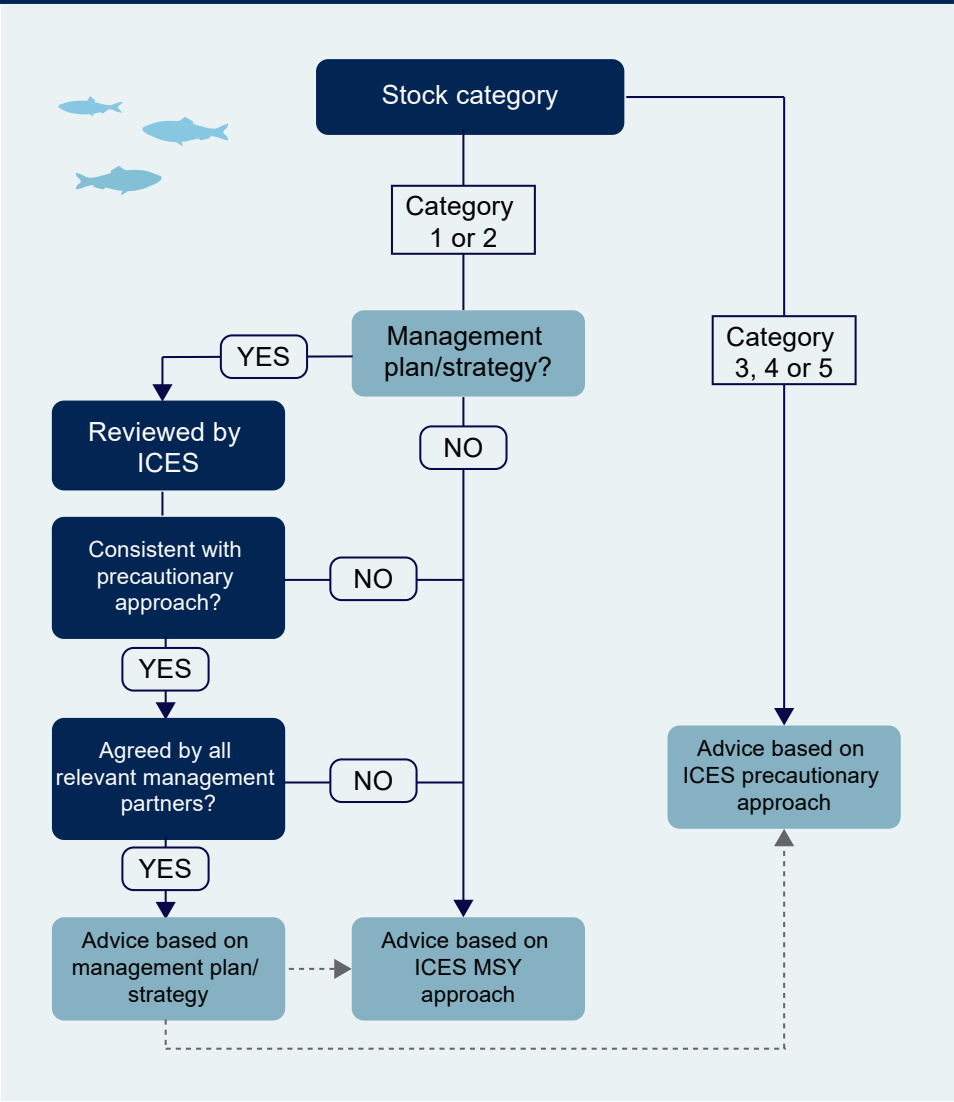 Stock category
Category
1 or 2
Management
plan/strategy?
YES
Category
3, 4 or 5
Reviewed by
ICES
NO
Consistent with
precautionary
approach?
NO
YES
Agreed by all
relevant management
partners?
NO
Advice based on
ICES precautionary
approach
YES
Advice based on
management plan/
strategy
Advice based on
ICES MSY
approach